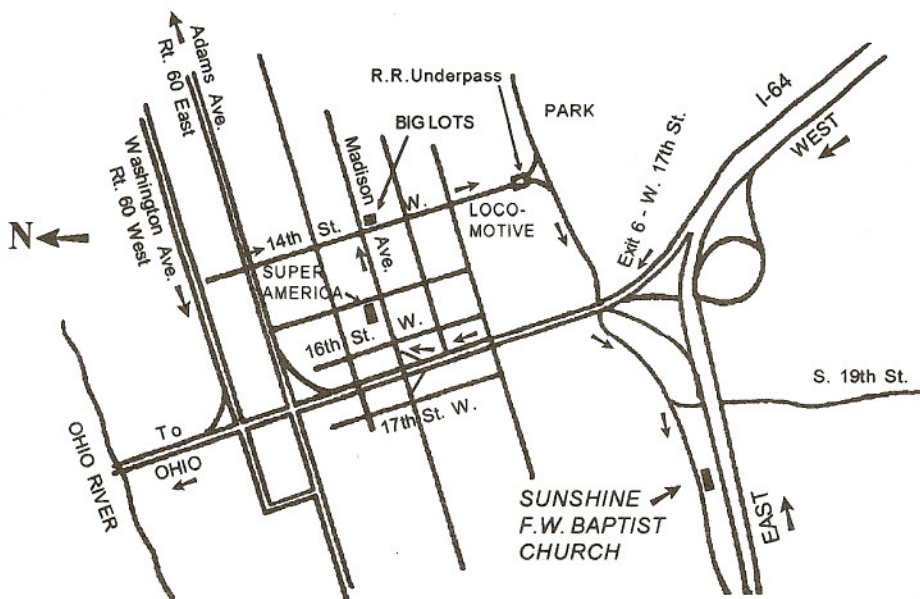 Adams Ave.
Rt. 60 East
Washington Ave.
Rt. 60 West
N
R.R.Underpass
PARK
I-64
WEST
BIG LOTS
Madison
Ave.
14th St.
W.
LOCO-
MOTIVE
Exit 6 - W. 17th St.
SUPER
AMERICA
16th St.
W.
17th St. W.
S. 19th St.
To
OHIO
OHIO RIVER
SUNSHINE
F.W. BAPTIST
CHURCH
EAST